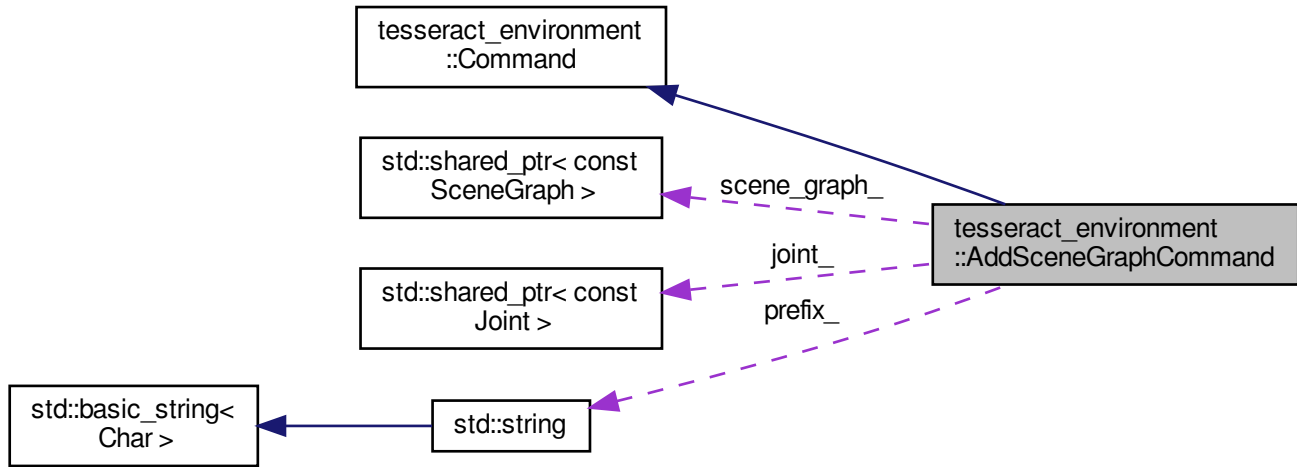 tesseract_environment
::Command
std::shared_ptr< const
SceneGraph >
scene_graph_
tesseract_environment
::AddSceneGraphCommand
joint_
std::shared_ptr< const
Joint >
prefix_
std::basic_string<
Char >
std::string